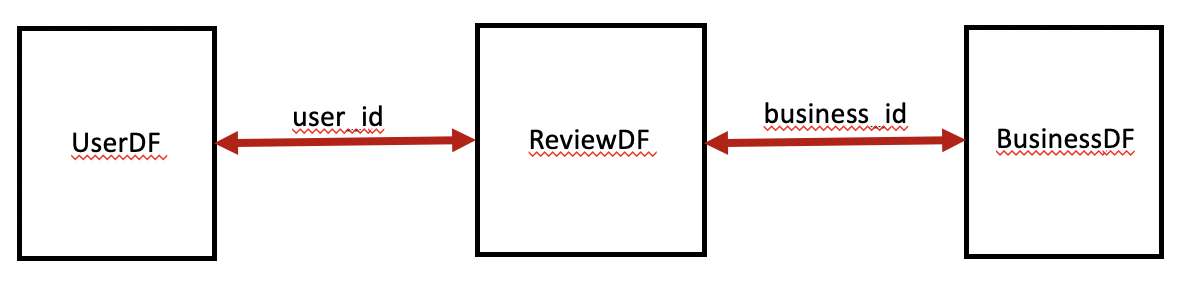 UserDF
user_id
ReviewDF
business_id
BusinessDF